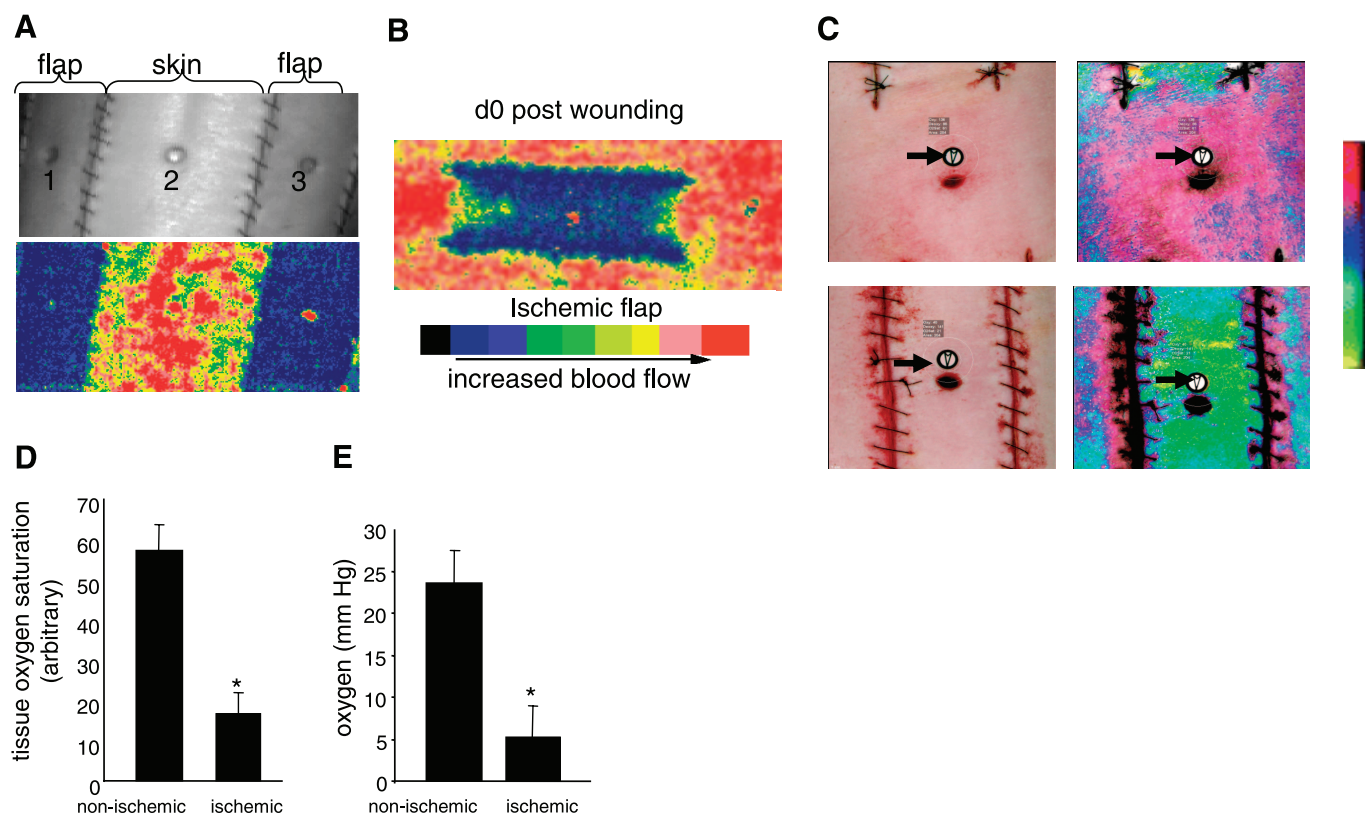 A
flap skin flap
1 2 3
B
d0 post wounding
Ischemic flap
increased blood flow
C
D
tissue oxygen saturation
(arbitrary)
70
60
50
40
30
20
10
0
*
non-ischemic ischemic
E
oxygen (mm Hg)
30
25
20
15
10
5
0
*
non-ischemic ischemic